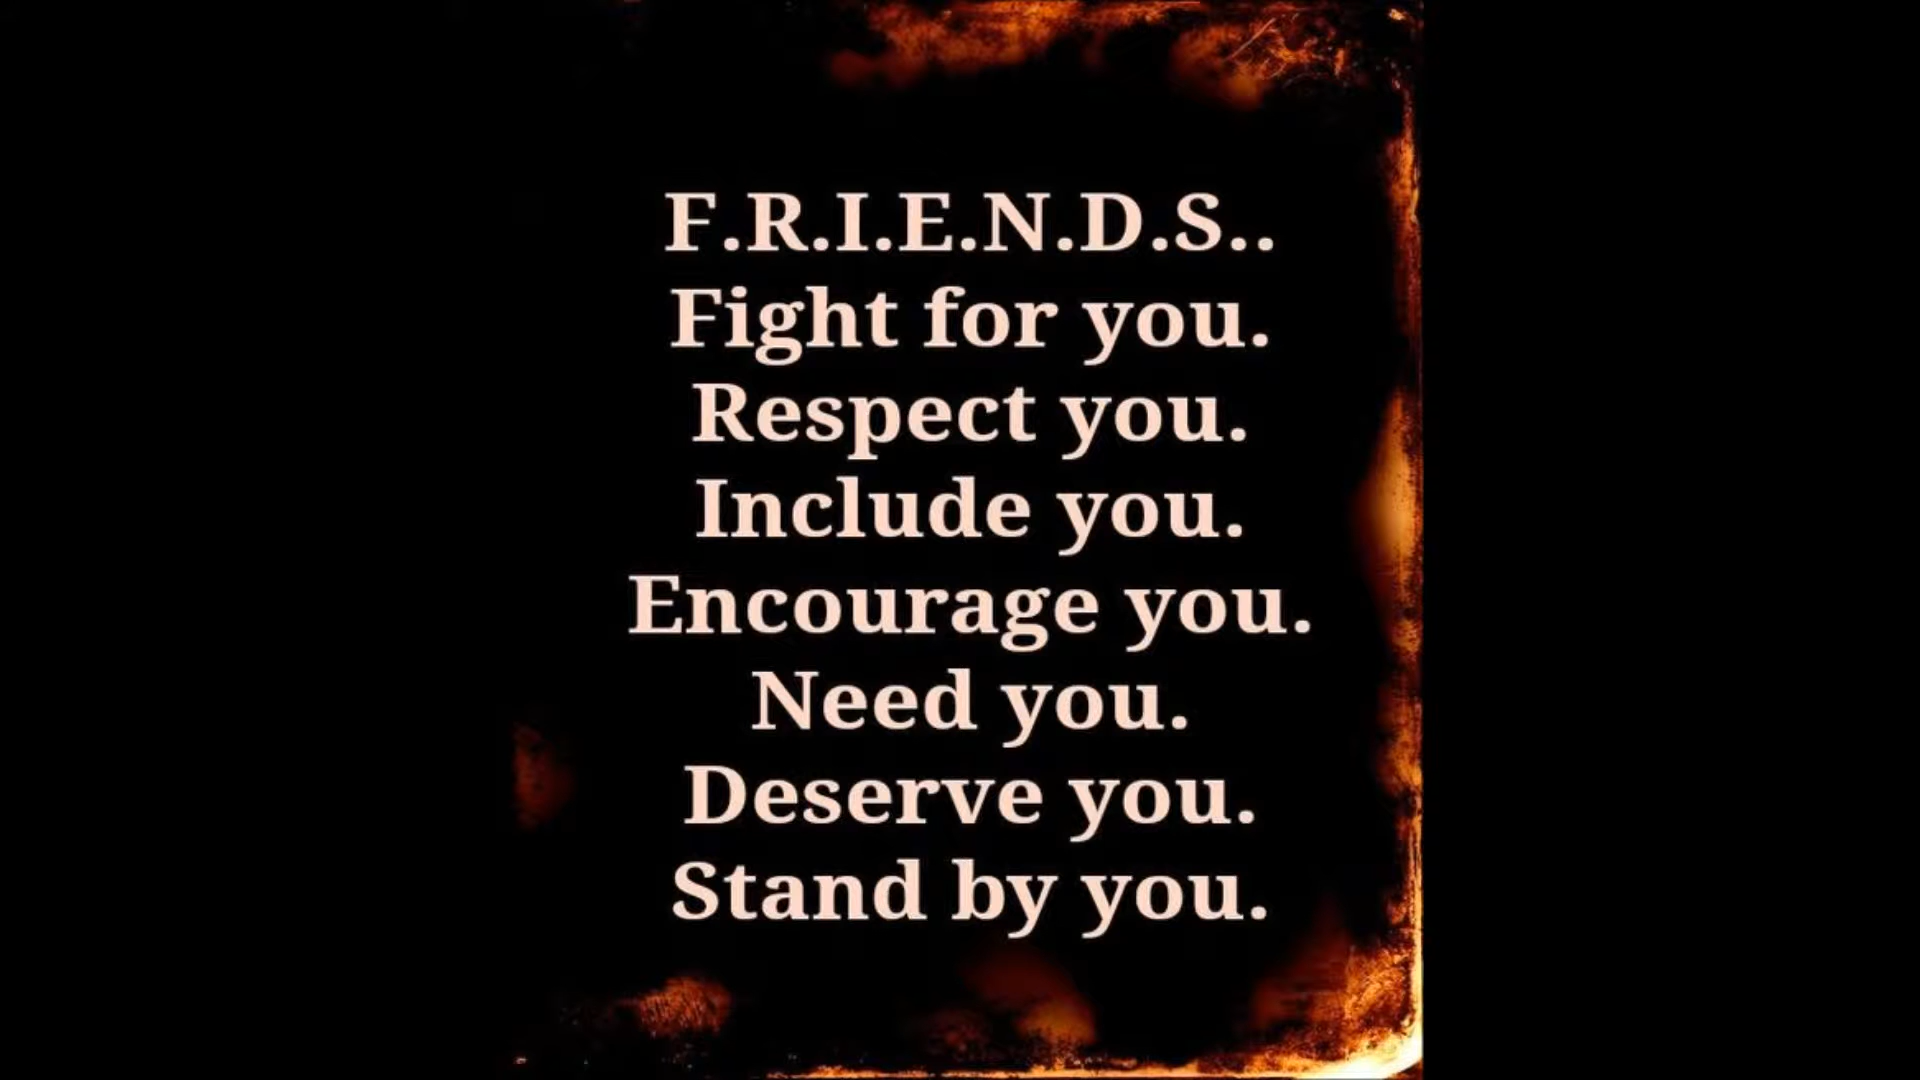 F.R.I.E.N.D.S..
Fight for you.
Respect you.
Include you.
Encourage you.
Need you.
Deserve you.
Stand by you.